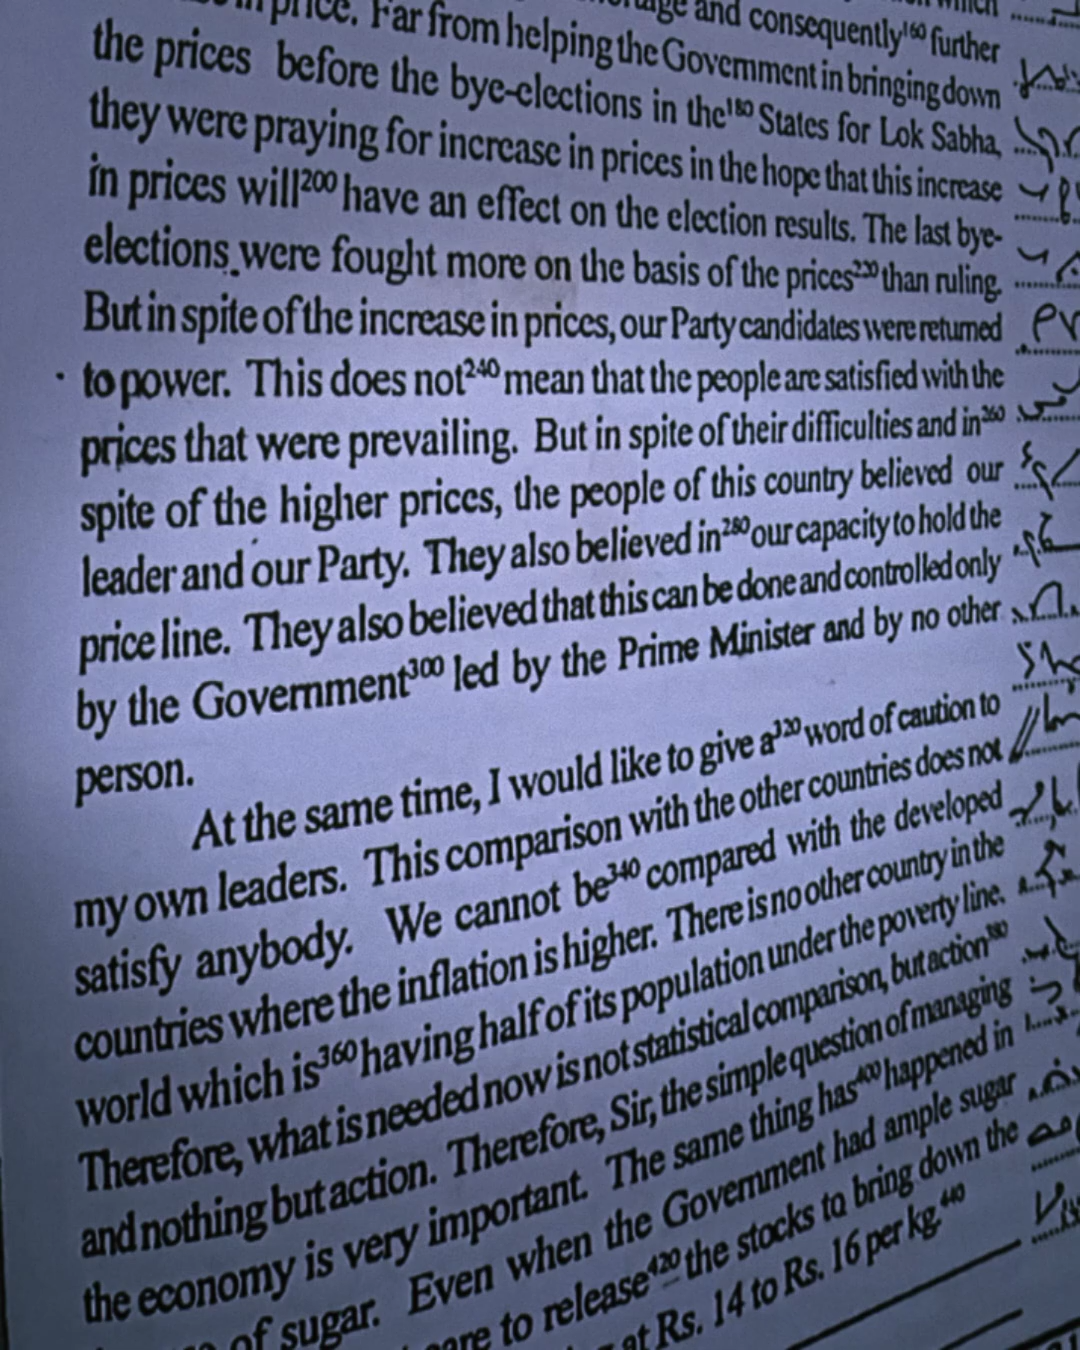 which
and consequently¹⁶⁰ further
in price. Far from helping the Government in bringing down
the prices before the bye-elections in the¹⁸⁰ States for Lok Sabha,
they were praying for increase in prices in the hope that this increase
in prices will²⁰⁰ have an effect on the election results. The last bye-
elections were fought more on the basis of the prices²²⁰ than ruling.
But in spite of the increase in prices, our Party candidates were returned
to power. This does not²⁴⁰ mean that the people are satisfied with the
prices that were prevailing. But in spite of their difficulties and in²⁶⁰
spite of the higher prices, the people of this country believed our
leader and our Party. They also believed in²⁸⁰ our capacity to hold the
price line. They also believed that this can be done and controlled only
by the Government³⁰⁰ led by the Prime Minister and by no other
person.
At the same time, I would like to give a³²⁰ word of caution to
my own leaders. This comparison with the other countries does not
satisfy anybody. We cannot be³⁴⁰ compared with the developed
countries where the inflation is higher. There is no other country in the
world which is³⁶⁰ having half of its population under the poverty line.
Therefore, what is needed now is not statistical comparison, but action³⁸⁰
and nothing but action. Therefore, Sir, the simple question of managing
the economy is very important. The same thing has⁴⁰⁰ happened in
of sugar. Even when the Government had ample sugar
to release⁴²⁰ the stocks to bring down the
at Rs. 14 to Rs. 16 per kg.⁴⁴⁰